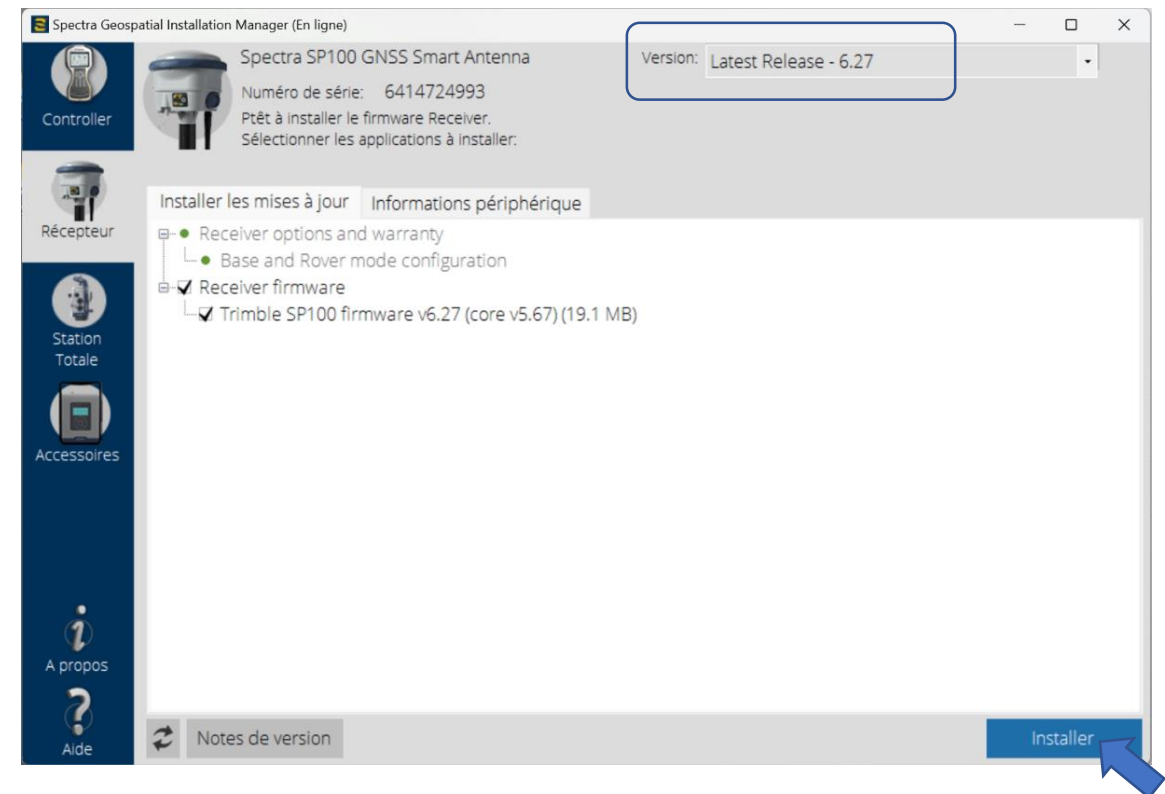 Spectra Geospatial Installation Manager (En ligne)
Controller
Récepteur
Station
Totale
Accessoires
A propos
Aide
Spectra SP100 GNSS Smart Antenna
Numéro de série: 6414724993
Ptêt à installer le firmware Receiver.
Sélectionner les applications à installer:
Version: Latest Release - 6.27
Installer les mises à jour
Informations périphérique
Receiver options and warranty
Base and Rover mode configuration
Receiver firmware
Trimble SP100 firmware v6.27 (core v5.67) (19.1 MB)
Notes de version
Installer